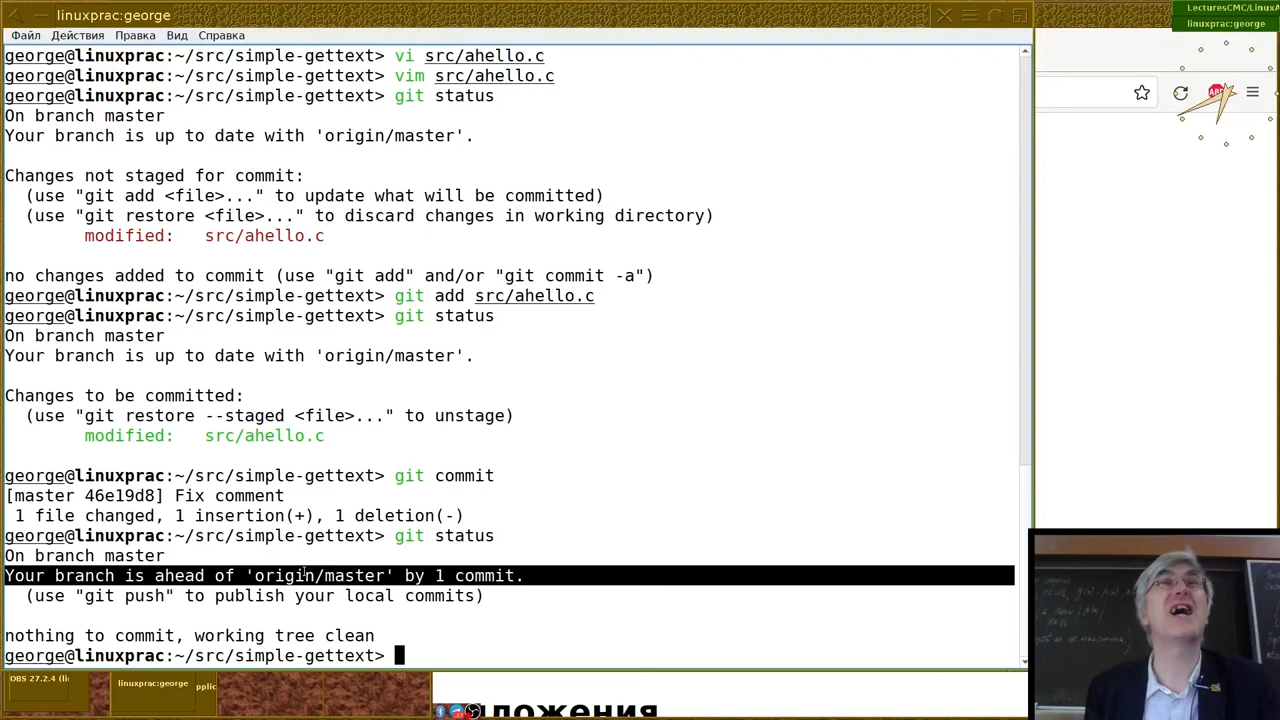 linuxprac:george
LecturesCMC/LinuxA
linuxprac:george
Файл Действия Правка Вид Справка
ABP
george@linuxprac:~/src/simple-gettext> vi src/ahello.c
george@linuxprac:~/src/simple-gettext> vim src/ahello.c
george@linuxprac:~/src/simple-gettext> git status
On branch master
Your branch is up to date with 'origin/master'.
Changes not staged for commit:
(use "git add <file>..." to update what will be committed)
(use "git restore <file>..." to discard changes in working directory)
modified: src/ahello.c
no changes added to commit (use "git add" and/or "git commit -a")
george@linuxprac:~/src/simple-gettext> git add src/ahello.c
george@linuxprac:~/src/simple-gettext> git status
On branch master
Your branch is up to date with 'origin/master'.
Changes to be committed:
(use "git restore --staged <file>..." to unstage)
modified: src/ahello.c
george@linuxprac:~/src/simple-gettext> git commit
[master 46e19d8] Fix comment
1 file changed, 1 insertion(+), 1 deletion(-)
george@linuxprac:~/src/simple-gettext> git status
On branch master
Your branch is ahead of 'origin/master' by 1 commit.
(use "git push" to publish your local commits)
nothing to commit, working tree clean
george@linuxprac:~/src/simple-gettext>
OBS 27.2.4 (li
linuxprac:george
pplic
ложения